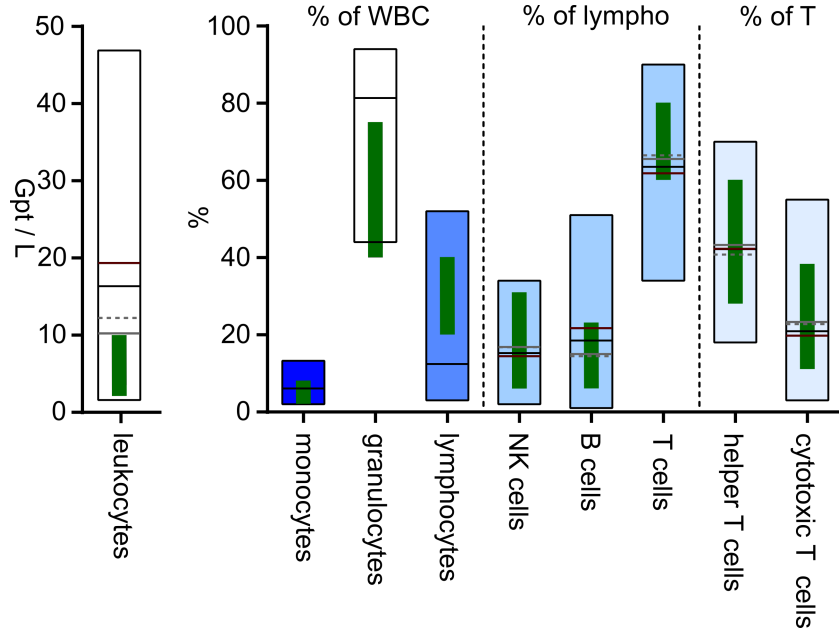 % of WBC
% of lympho
% of T
50
40
30
20
10
0
Gpt / L
leukocytes
100
80
60
40
20
0
%
monocytes
granulocytes
lymphocytes
NK cells
B cells
T cells
helper T cells
cytotoxic T cells